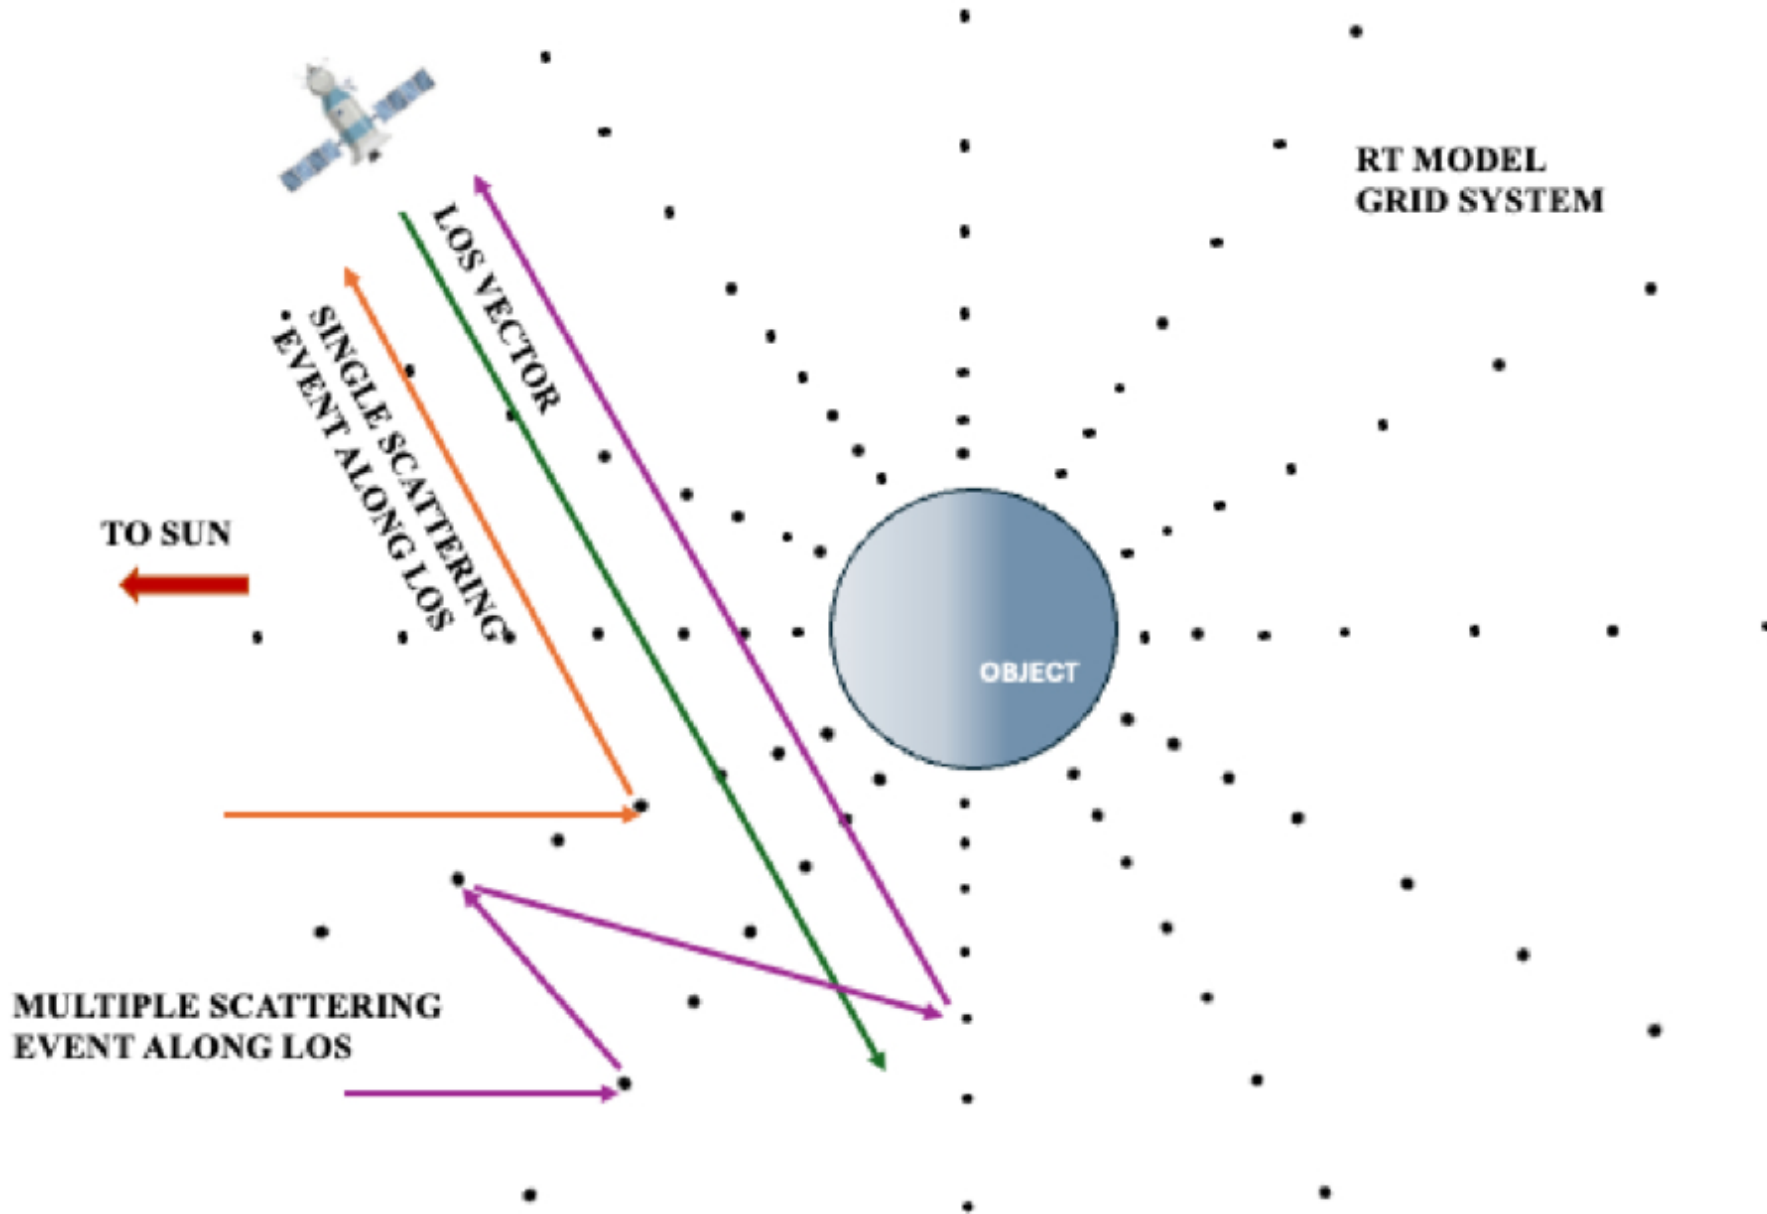 RT MODEL
GRID SYSTEM
LOS VECTOR
SINGLE SCATTERING
EVENT ALONG LOS
TO SUN
OBJECT
MULTIPLE SCATTERING
EVENT ALONG LOS